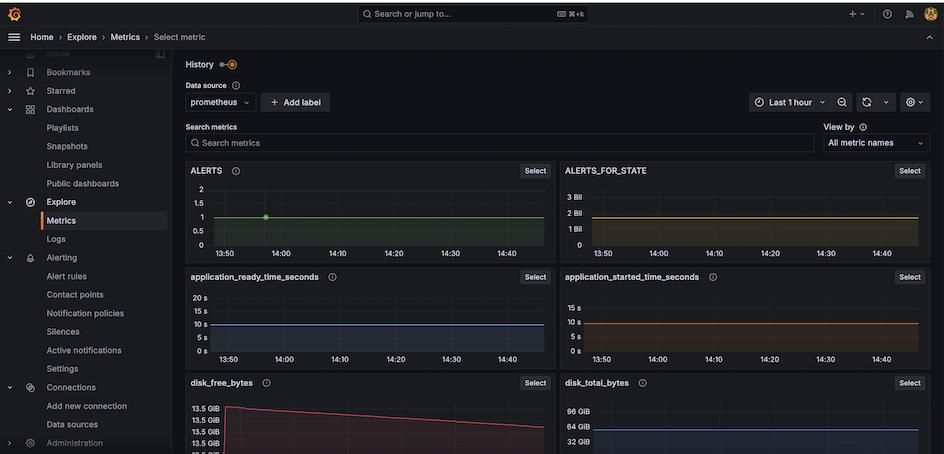 Search or jump to...
⌘+k
Home › Explore › Metrics › Select metric
Home
Bookmarks
Starred
Dashboards
Playlists
Snapshots
Library panels
Public dashboards
Explore
Metrics
Logs
Alerting
Alert rules
Contact points
Notification policies
Silences
Active notifications
Settings
Connections
Add new connection
Data sources
Administration
History
Data source
prometheus
+ Add label
Last 1 hour
Search metrics
Search metrics
View by
All metric names
ALERTS
Select
2
1.5
1
0.5
0
13:50 14:00 14:10 14:20 14:30 14:40
ALERTS_FOR_STATE
Select
3 Bil
2 Bil
1 Bil
0
13:50 14:00 14:10 14:20 14:30 14:40
application_ready_time_seconds
Select
20 s
15 s
10 s
5 s
0 s
13:50 14:00 14:10 14:20 14:30 14:40
application_started_time_seconds
Select
15 s
10 s
5 s
0 s
13:50 14:00 14:10 14:20 14:30 14:40
disk_free_bytes
Select
13.5 GiB
13.5 GiB
13.5 GiB
13.5 GiB
disk_total_bytes
Select
96 GiB
64 GiB
32 GiB